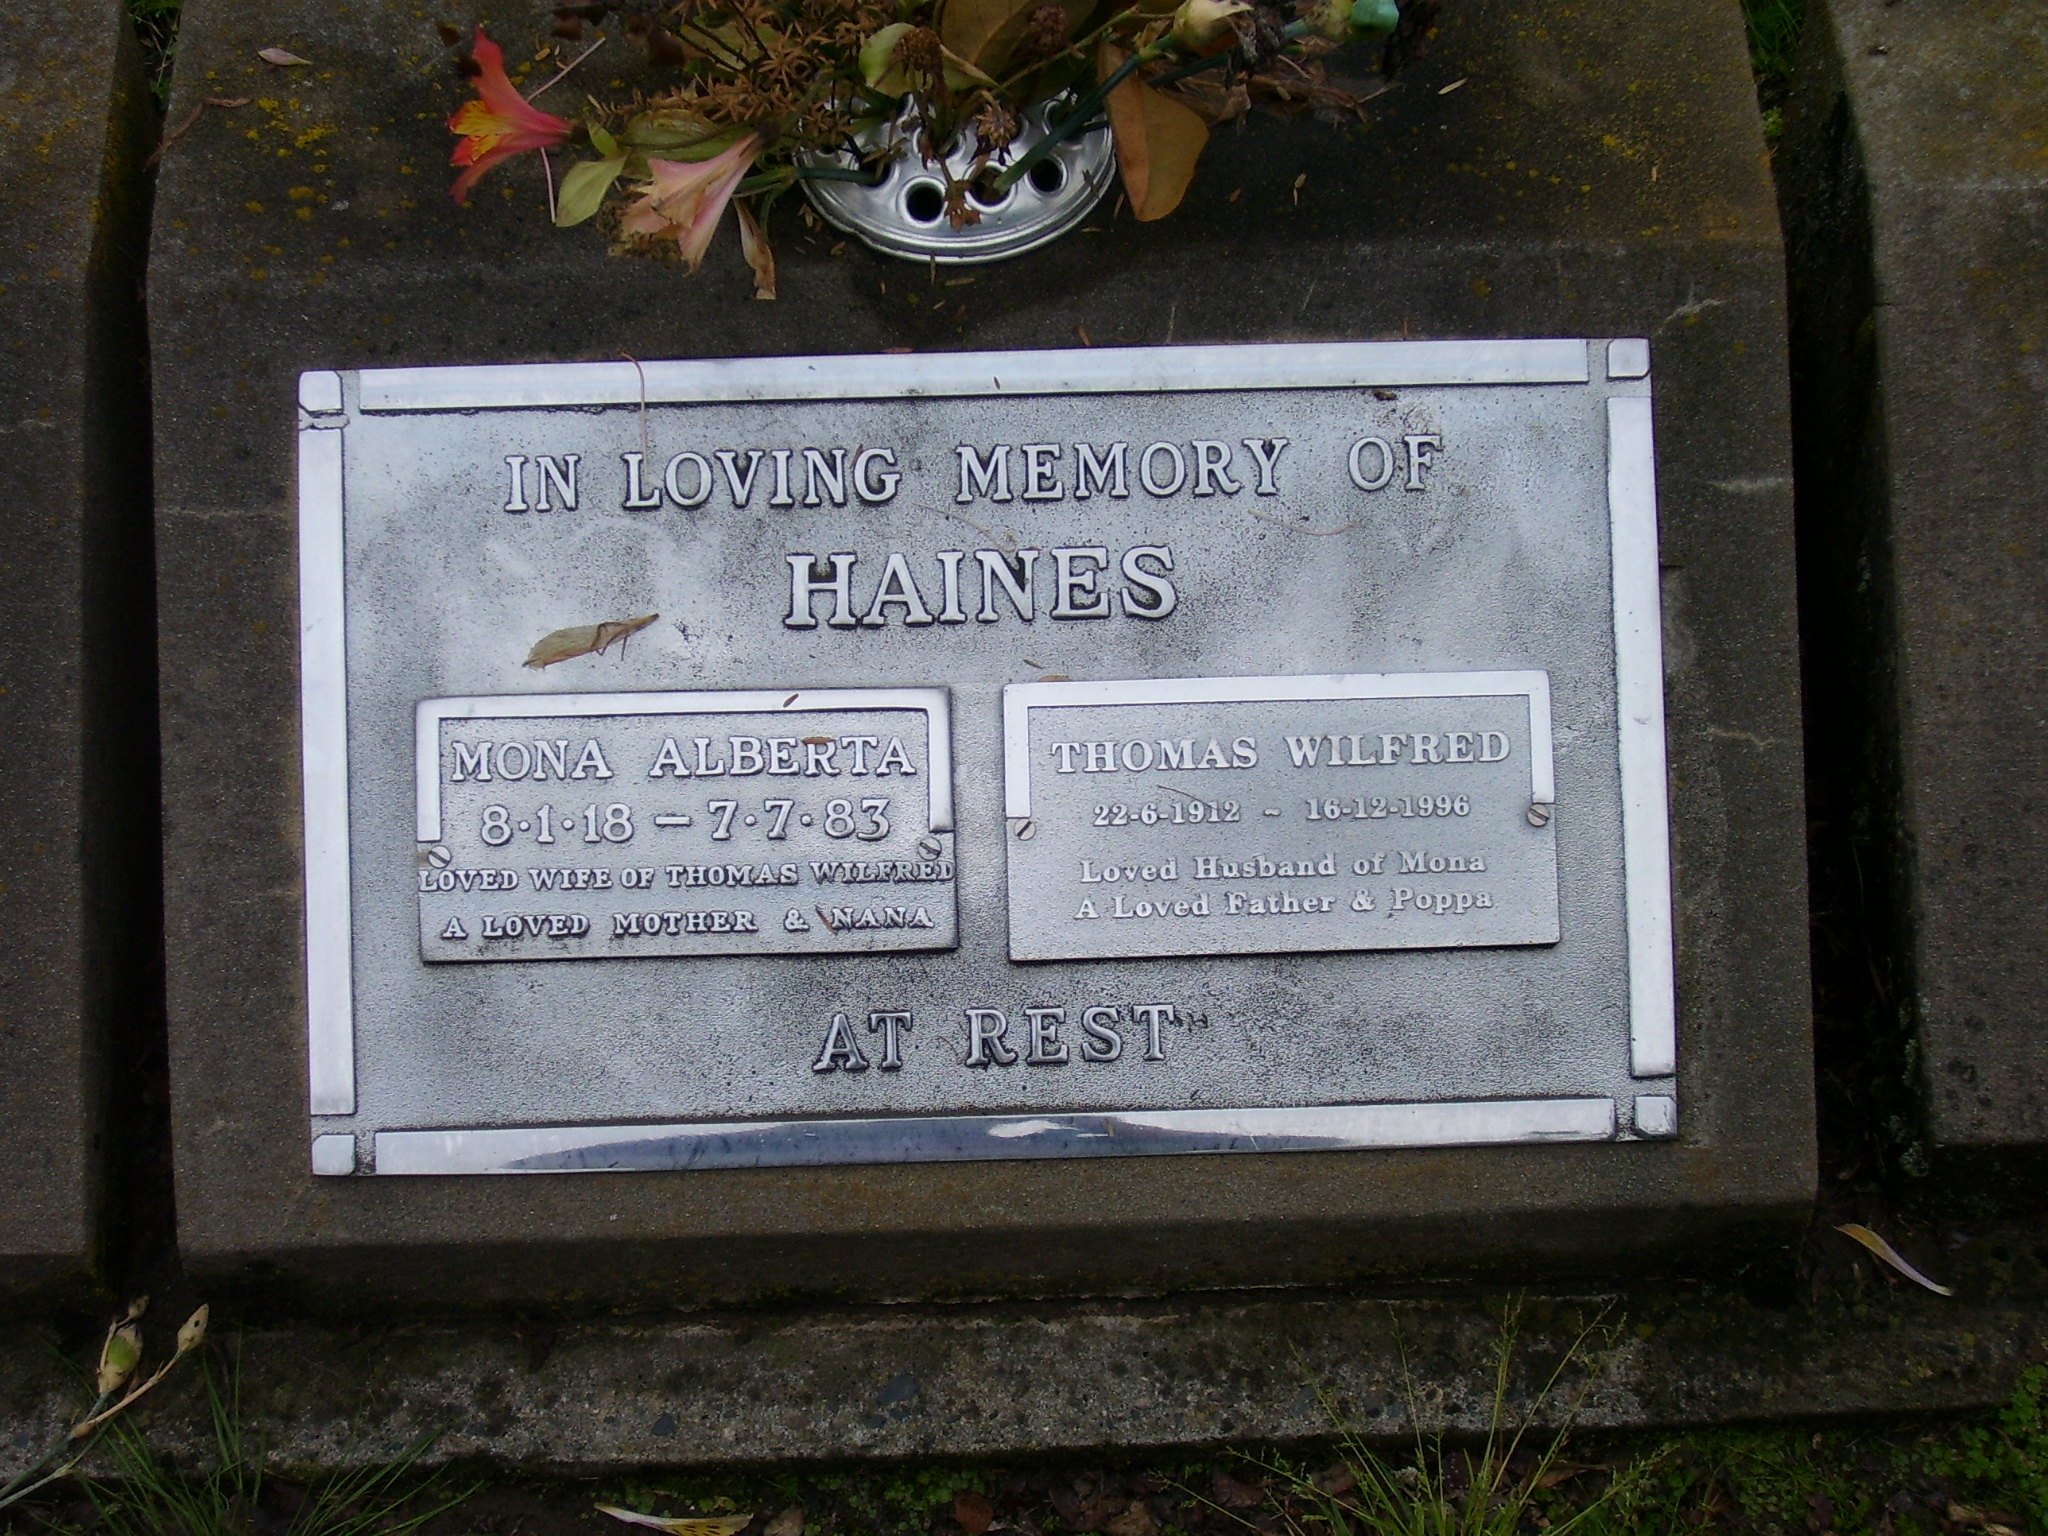 IN LOVING MEMORY OF
HAINES
MONA ALBERTA
8·1·18 – 7·7·83
LOVED WIFE OF THOMAS WILFRED
A LOVED MOTHER & NANA
THOMAS WILFRED
22-6-1912 ~ 16-12-1996
Loved Husband of Mona
A Loved Father & Poppa
AT REST